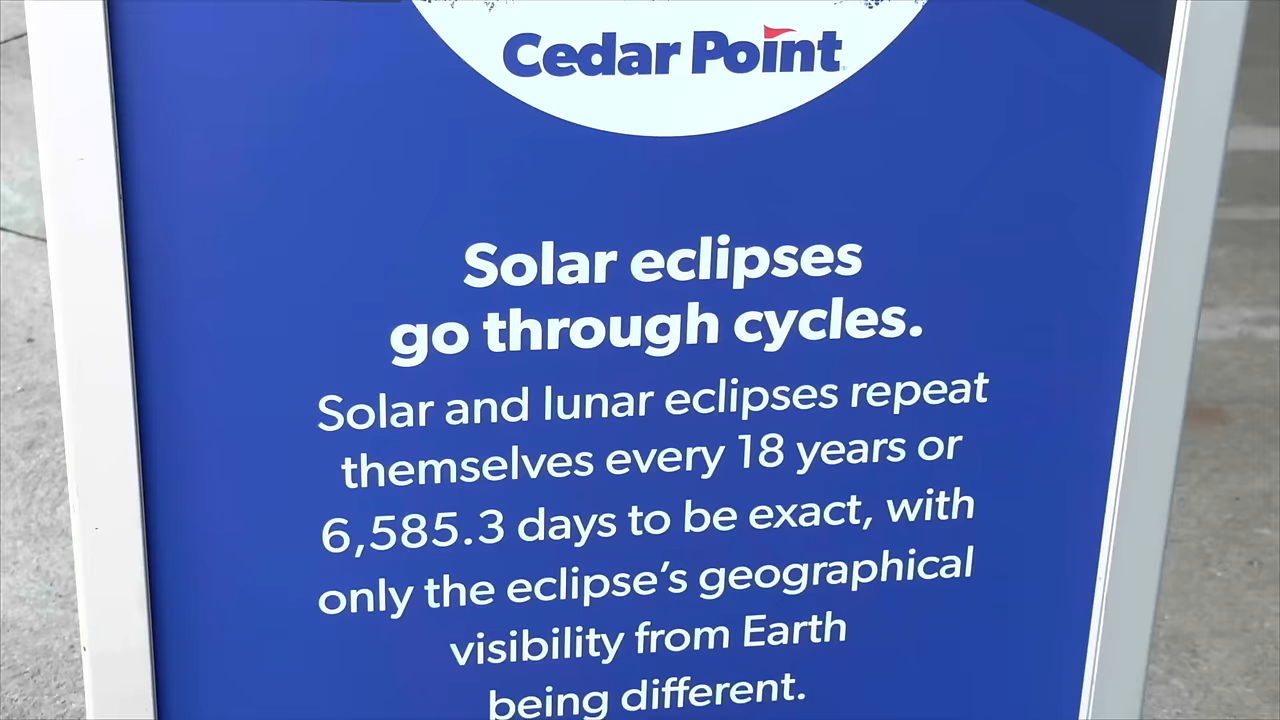 Cedar Point
Solar eclipses
go through cycles.
Solar and lunar eclipses repeat
themselves every 18 years or
6,585.3 days to be exact, with
only the eclipse's geographical
visibility from Earth
being different.